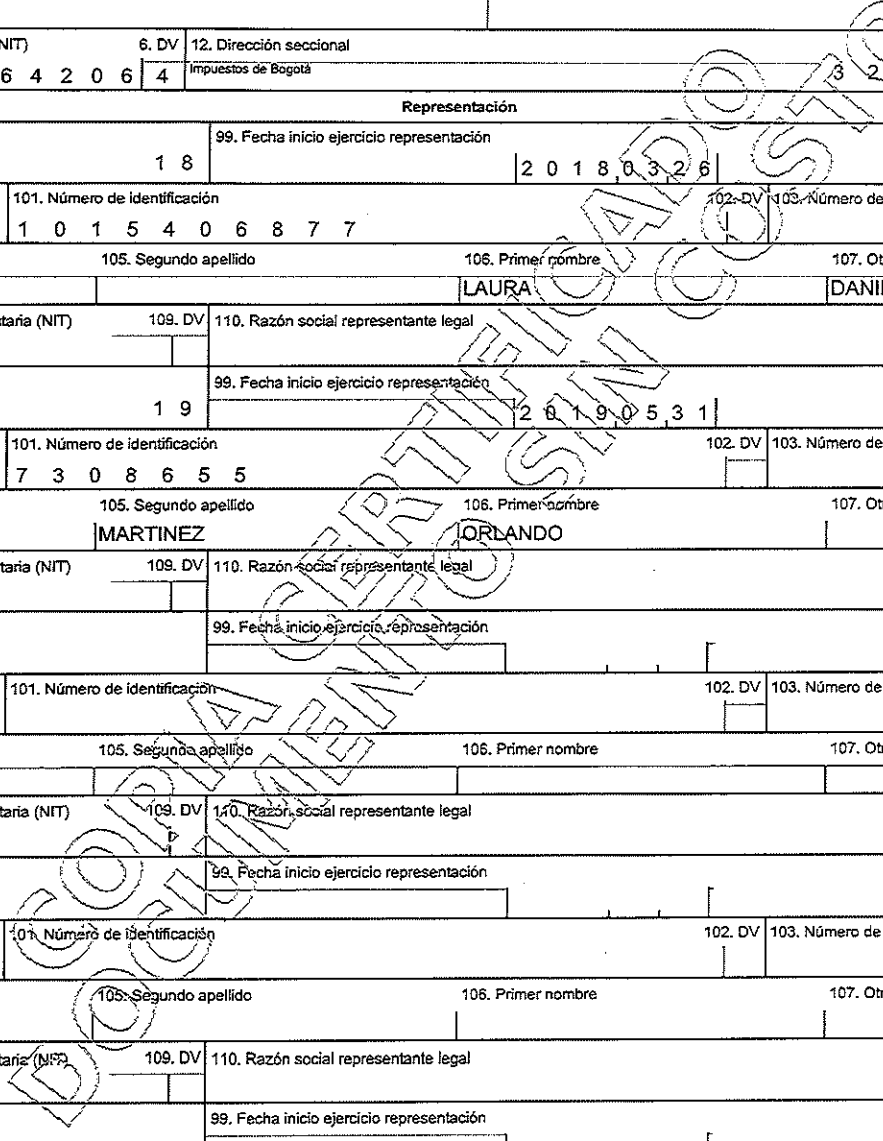 NIT) 6. DV 12. Dirección seccional
6 4 2 0 6 4 Impuestos de Bogotá 3 2
Representación
99. Fecha inicio ejercicio representación
1 8 2 0 1 8 0 3 2 6
101. Número de identificación 102. DV 103. Número de
1 0 1 5 4 0 6 8 7 7
105. Segundo apellido 106. Primer nombre 107. Ot
LAURA DANI
taria (NIT) 109. DV 110. Razón social representante legal
99. Fecha inicio ejercicio representación
1 9 2 0 1 9 0 5 3 1
101. Número de identificación 102. DV 103. Número de
7 3 0 8 6 5 5
105. Segundo apellido 106. Primer nombre 107. Ot
MARTINEZ ORLANDO
taria (NIT) 109. DV 110. Razón social representante legal
99. Fecha inicio ejercicio representación
101. Número de identificación 102. DV 103. Número de
105. Segundo apellido 106. Primer nombre 107. Ot
taria (NIT) 109. DV 110. Razón social representante legal
99. Fecha inicio ejercicio representación
101. Número de identificación 102. DV 103. Número de
105. Segundo apellido 106. Primer nombre 107. Ot
taria (NIT) 109. DV 110. Razón social representante legal
99. Fecha inicio ejercicio representación
COPIA CERTIFICADO
DOCUMENTO SIN COSTO